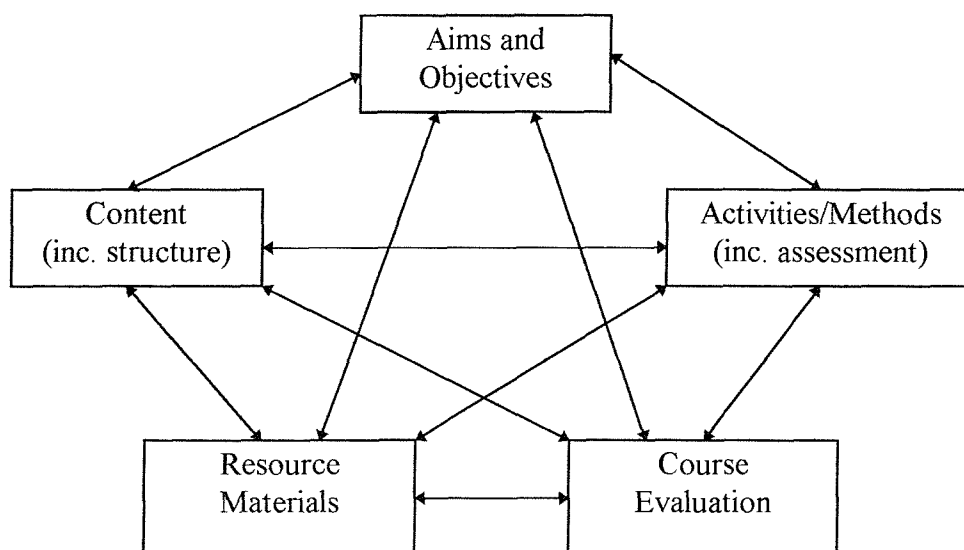 Aims and
Objectives
Content
(inc. structure)
Activities/Methods
(inc. assessment)
Resource
Materials
Course
Evaluation